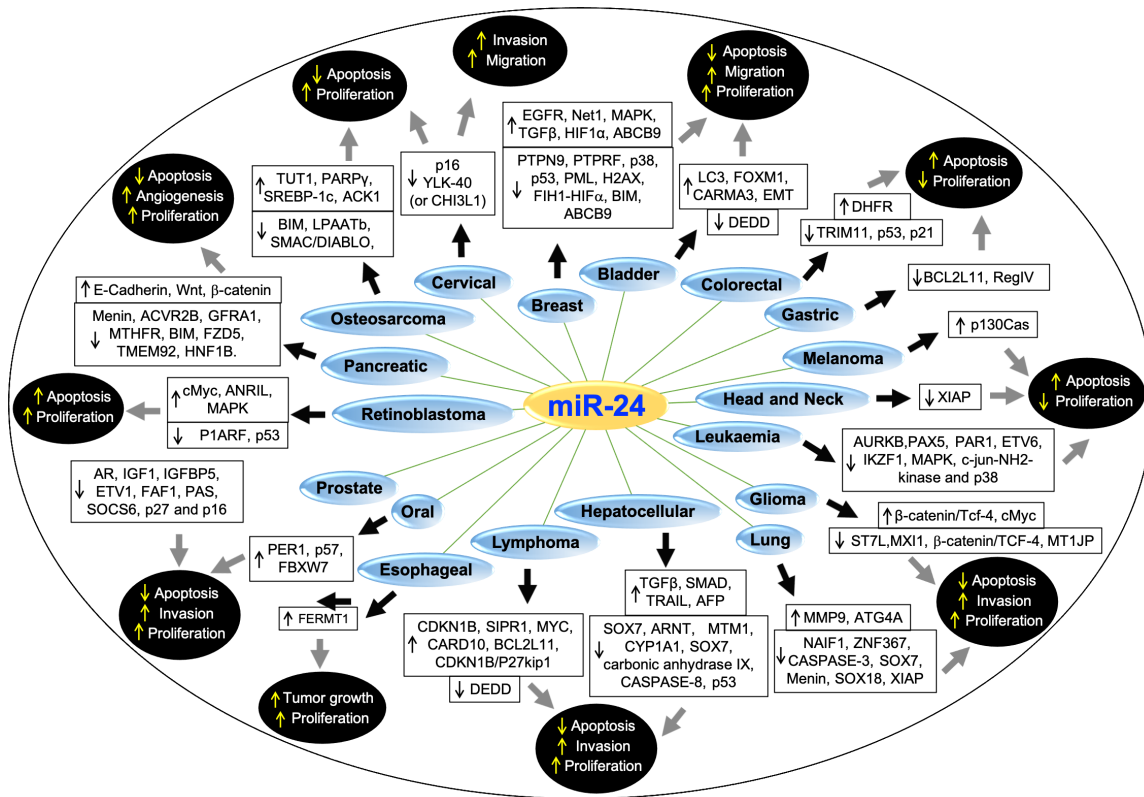 ↑ Invasion
↑ Migration
↓ Apoptosis
↑ Proliferation
↓ Apoptosis
↑ Migration
↑ Proliferation
↑ EGFR, Net1, MAPK,
TGFβ, HIF1α, ABCB9
PTPN9, PTPRF, p38,
p53, PML, H2AX,
↓ FIH1-HIFα, BIM,
ABCB9
p16
↓ YLK-40
(or CHI3L1)
↑ TUT1, PARPγ,
SREBP-1c, ACK1
↓ BIM, LPAATb,
SMAC/DIABLO,
↑ LC3, FOXM1,
CARMA3, EMT
↓ DEDD
↑ Apoptosis
↓ Proliferation
↑ DHFR
↓ TRIM11, p53, p21
↓ Apoptosis
↑ Angiogenesis
↑ Proliferation
↑ E-Cadherin, Wnt, β-catenin
Menin, ACVR2B, GFRA1,
↓ MTHFR, BIM, FZD5,
TMEM92, HNF1B.
↓ BCL2L11, RegIV
↑ p130Cas
Cervical
Breast
Bladder
Colorectal
Gastric
Osteosarcoma
Melanoma
Pancreatic
Head and Neck
Retinoblastoma
miR-24
Leukaemia
Prostate
Oral
Glioma
Hepatocellular
Lung
Lymphoma
Esophageal
↑ Apoptosis
↑ Proliferation
↑ cMyc, ANRIL,
MAPK
↓ P1ARF, p53
↓ XIAP
↑ Apoptosis
↓ Proliferation
AURKB,PAX5, PAR1, ETV6,
↓ IKZF1, MAPK, c-jun-NH2-
kinase and p38
AR, IGF1, IGFBP5,
↓ ETV1, FAF1, PAS,
SOCS6, p27 and p16
↑ β-catenin/Tcf-4, cMyc
↓ ST7L,MXI1, β-catenin/TCF-4, MT1JP
↑ PER1, p57,
FBXW7
↓ Apoptosis
↑ Invasion
↑ Proliferation
↑ FERMT1
↑ Tumor growth
↑ Proliferation
CDKN1B, SIPR1, MYC,
↑ CARD10, BCL2L11,
CDKN1B/P27kip1
↓ DEDD
↑ TGFβ, SMAD,
TRAIL, AFP
SOX7, ARNT, MTM1,
↓ CYP1A1, SOX7,
carbonic anhydrase IX,
CASPASE-8, p53
↓ Apoptosis
↑ Invasion
↑ Proliferation
↑ MMP9, ATG4A
NAIF1, ZNF367,
↓ CASPASE-3, SOX7,
Menin, SOX18, XIAP
↓ Apoptosis
↑ Invasion
↑ Proliferation